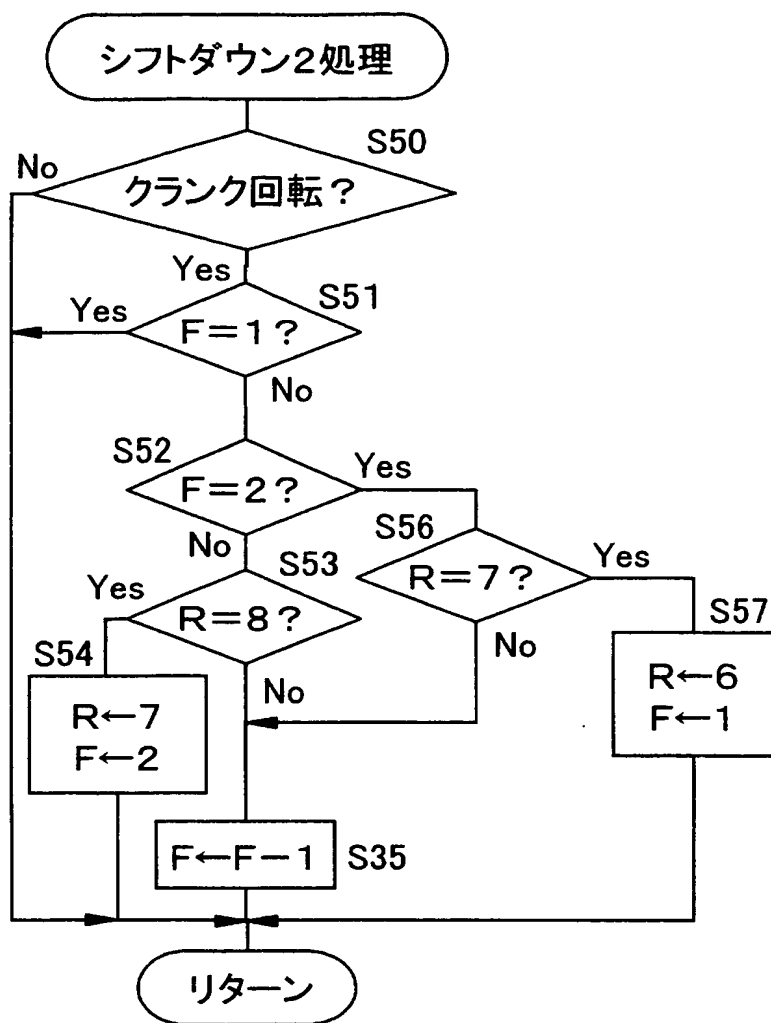 シフトダウン2処理
S50
No
クランク回転?
Yes
S51
Yes
F=1?
No
S52
Yes
F=2?
S56
No
S53
Yes
Yes
R=7?
R=8?
S57
S54
No
No
R←6
F←1
R←7
F←2
F←F-1
S35
リターン